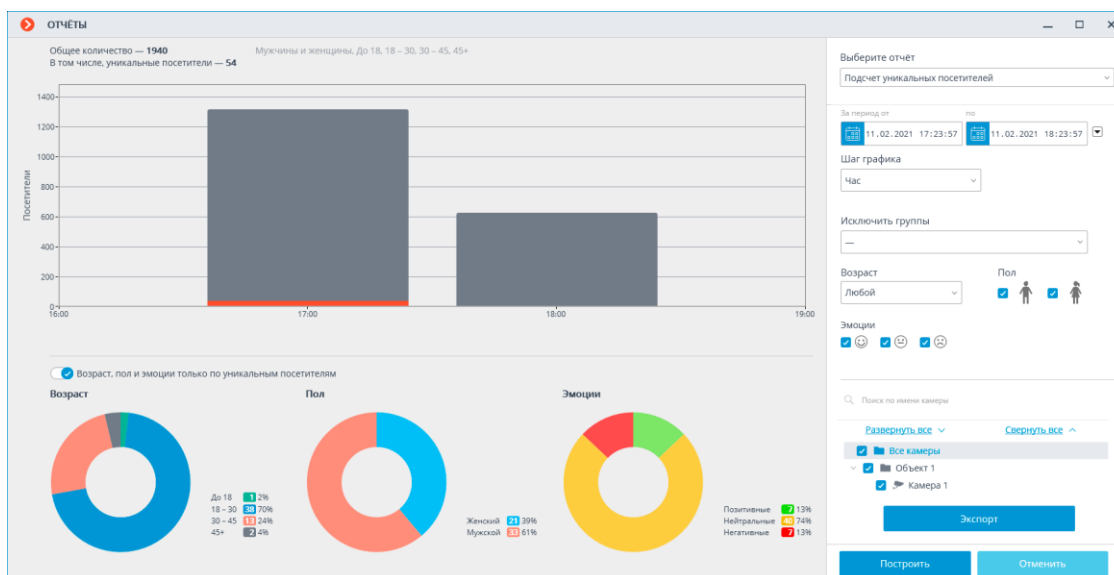 ОТЧЁТЫ
Общее количество — 1940
Мужчины и женщины, До 18, 18 – 30, 30 – 45, 45+
В том числе, уникальные посетители — 54
Посетители
1400
1200
1000
800
600
400
200
0
16:00
17:00
18:00
19:00
Возраст, пол и эмоции только по уникальным посетителям
Возраст
До 18 1 2%
18 – 30 38 70%
30 – 45 13 24%
45+ 2 4%
Пол
Женский 21 39%
Мужской 33 61%
Эмоции
Позитивные 7 13%
Нейтральные 40 74%
Негативные 7 13%
Выберите отчёт
Подсчет уникальных посетителей
За период от
по
11.02.2021 17:23:57
11.02.2021 18:23:57
Шаг графика
Час
Исключить группы
—
Возраст
Пол
Любой
Эмоции
Поиск по имени камеры
Развернуть все
Свернуть все
Все камеры
Объект 1
Камера 1
Экспорт
Построить
Отменить